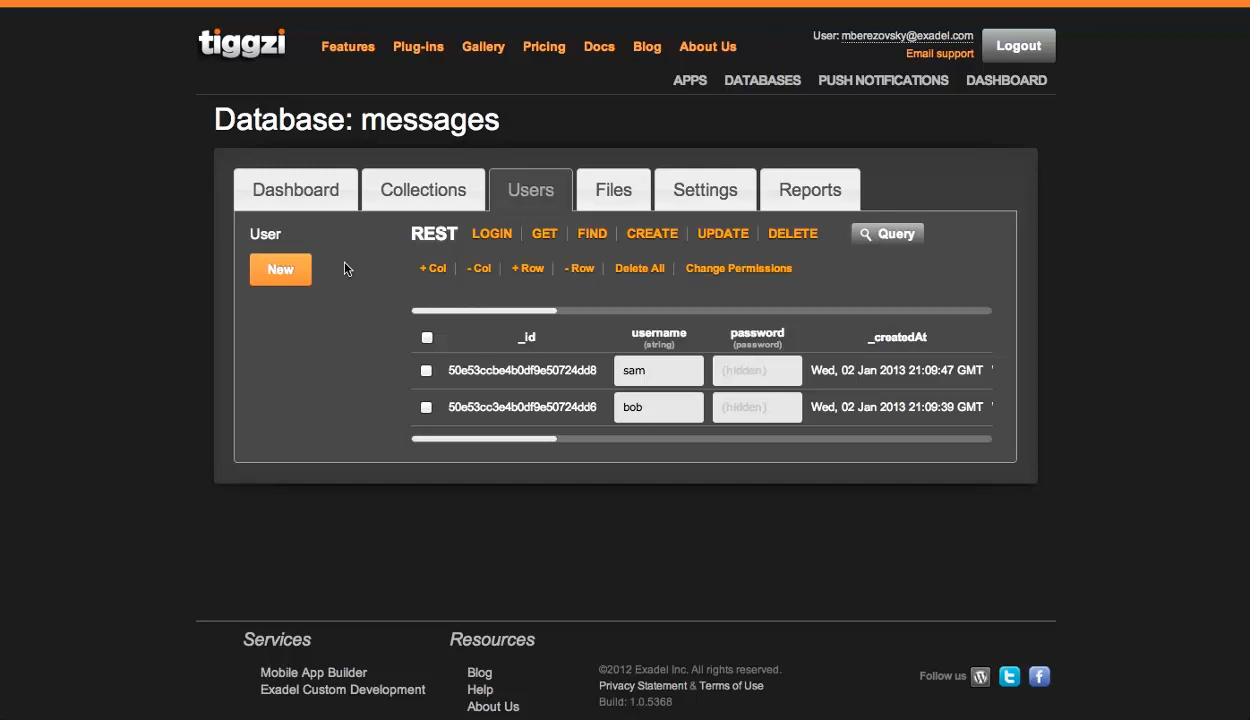 tiggzi
Features Plug-ins Gallery Pricing Docs Blog About Us
User: mberezovsky@exadel.com
Email support
Logout
APPS DATABASES PUSH NOTIFICATIONS DASHBOARD
Database: messages
Dashboard Collections Users Files Settings Reports
User
New
REST LOGIN GET FIND CREATE UPDATE DELETE Query
+ Col - Col + Row - Row Delete All Change Permissions
_id username password _createdAt
(string) (password)
50e53ccbe4b0df9e50724dd8 sam (hidden) Wed, 02 Jan 2013 21:09:47 GMT
50e53cc3e4b0df9e50724dd6 bob (hidden) Wed, 02 Jan 2013 21:09:39 GMT
Services
Mobile App Builder
Exadel Custom Development
Resources
Blog
Help
About Us
©2012 Exadel Inc. All rights reserved.
Privacy Statement & Terms of Use
Build: 1.0.5368
Follow us